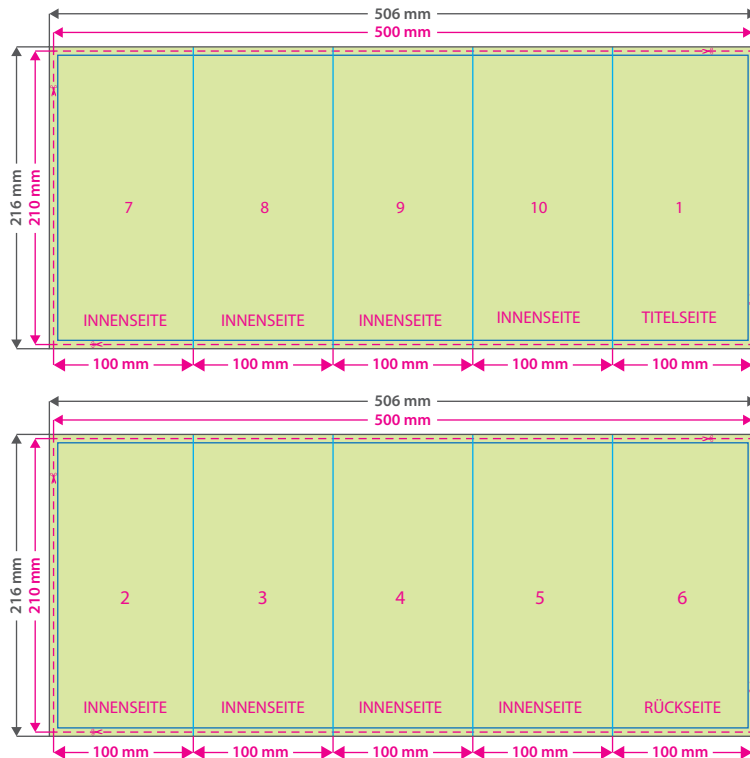 506 mm
500 mm
216 mm
210 mm
7 8 9 10 1
INNENSEITE INNENSEITE INNENSEITE INNENSEITE TITELSEITE
100 mm 100 mm 100 mm 100 mm 100 mm
506 mm
500 mm
216 mm
210 mm
2 3 4 5 6
INNENSEITE INNENSEITE INNENSEITE INNENSEITE RÜCKSEITE
100 mm 100 mm 100 mm 100 mm 100 mm